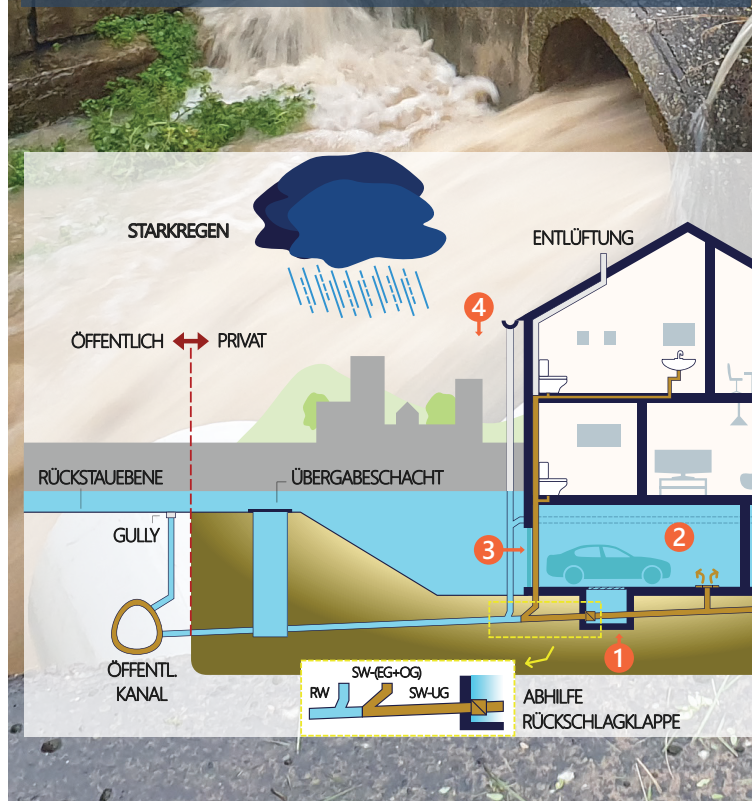 STARKREGEN
ENTLÜFTUNG
4
ÖFFENTLICH
PRIVAT
RÜCKSTAUEBENE
ÜBERGABESCHACHT
GULLY
3
2
ÖFFENTL.
KANAL
1
SW-(EG+OG)
RW
SW-UG
ABHILFE
RÜCKSCHLAGKLAPPE